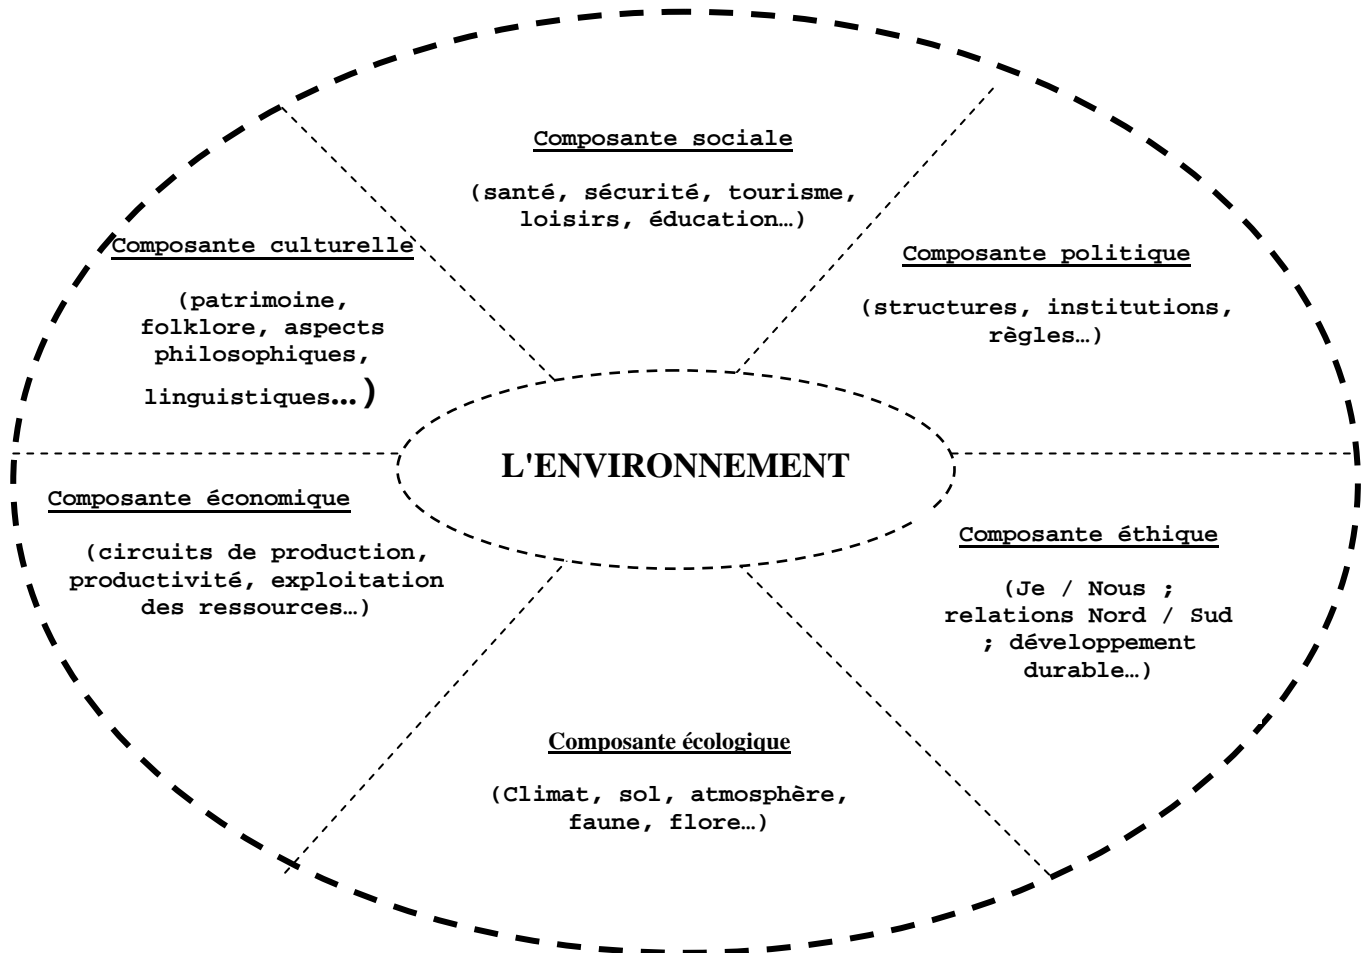 Composante sociale
(santé, sécurité, tourisme,
loisirs, éducation…)
Composante culturelle
(patrimoine,
folklore, aspects
philosophiques,
linguistiques…)
Composante politique
(structures, institutions,
règles…)
L'ENVIRONNEMENT
Composante économique
(circuits de production,
productivité, exploitation
des ressources…)
Composante éthique
(Je / Nous ;
relations Nord / Sud
; développement
durable…)
Composante écologique
(Climat, sol, atmosphère,
faune, flore…)